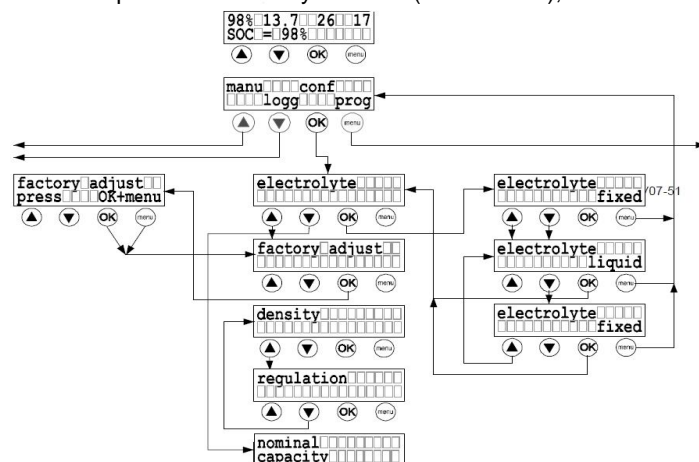 98% 13.7 26 17
SOC = 98%
OK menu
manu conf
logg prog
OK menu
factory adjust
press OK+menu
OK menu
electrolyte
OK menu
electrolyte
fixed
/07-51
OK menu
factory adjust
OK menu
electrolyte
liquid
OK menu
density
OK menu
electrolyte
fixed
OK menu
regulation
OK menu
nominal
capacity